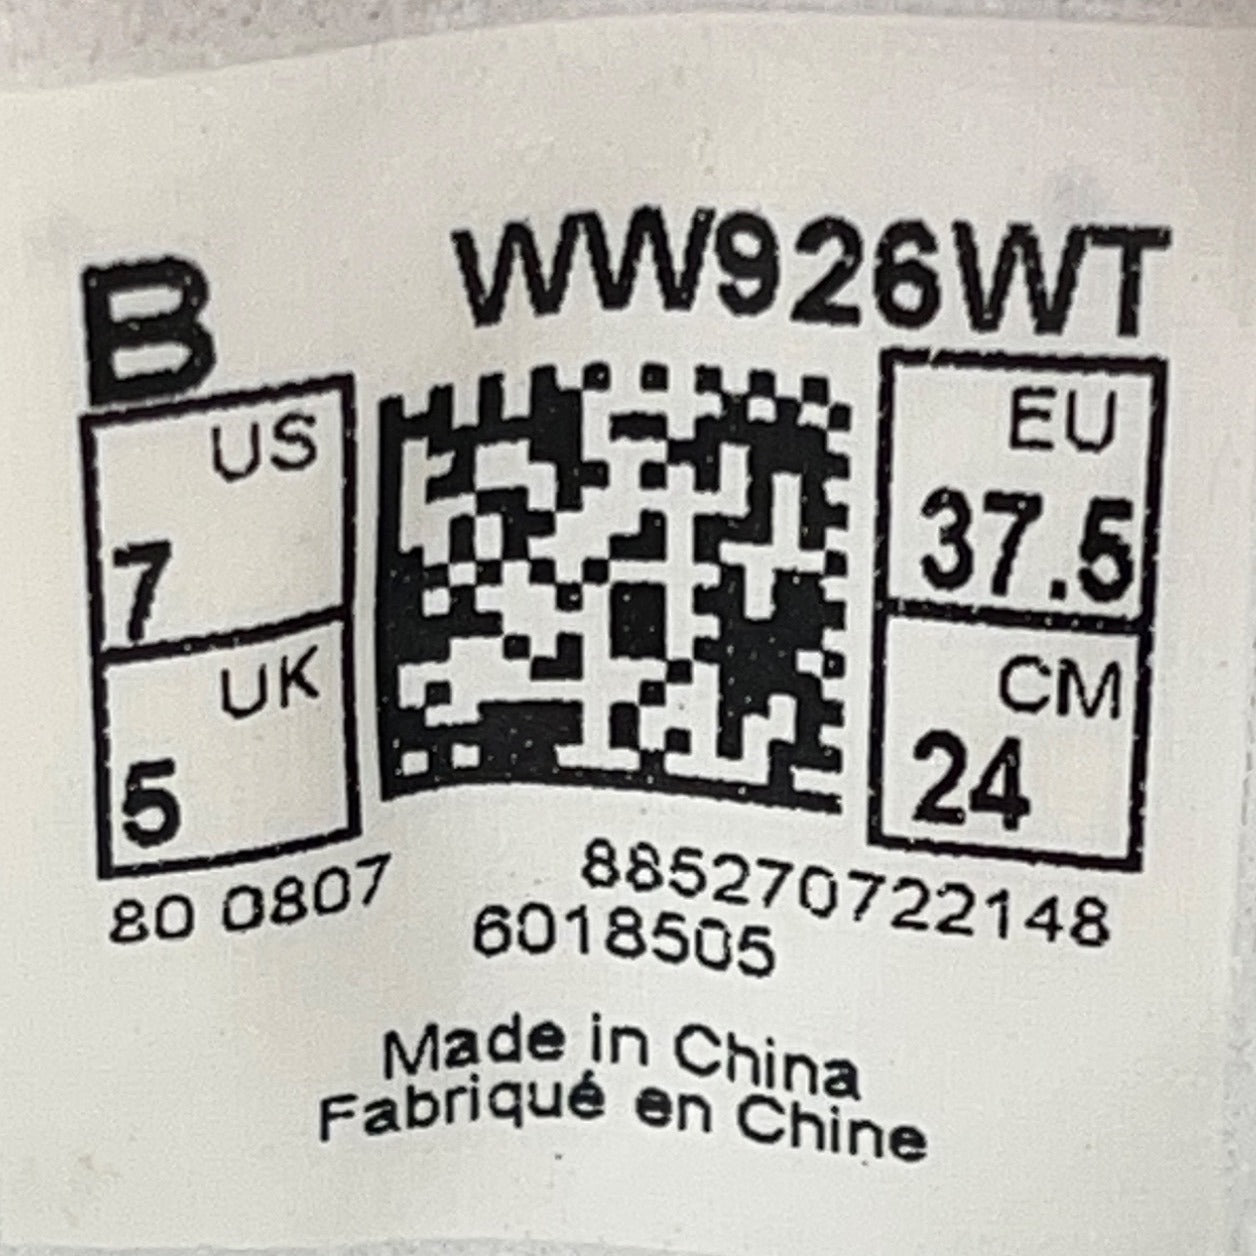 B WW926WT
US
7
UK
5
EU
37.5
CM
24
80 0807
885270722148
6018505
Made in China
Fabriqué en Chine